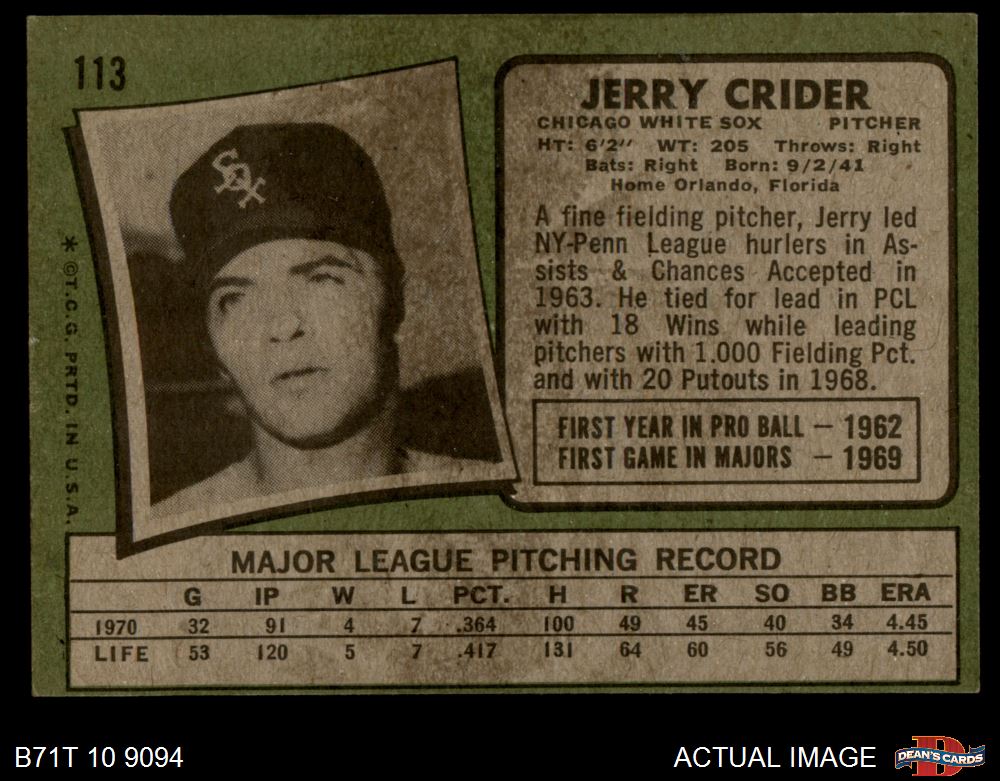 113
SOX
JERRY CRIDER
CHICAGO WHITE SOX PITCHER
HT: 6'2" WT: 205 Throws: Right
Bats: Right Born: 9/2/41
Home Orlando, Florida
A fine fielding pitcher, Jerry led
NY-Penn League hurlers in As-
sists & Chances Accepted in
1963. He tied for lead in PCL
with 18 Wins while leading
pitchers with 1.000 Fielding Pct.
and with 20 Putouts in 1968.
FIRST YEAR IN PRO BALL — 1962
FIRST GAME IN MAJORS — 1969
* ©T.C.G. PRTD. IN U.S.A.
MAJOR LEAGUE PITCHING RECORD
G IP W L PCT. H R ER SO BB ERA
1970 32 91 4 7 .364 100 49 45 40 34 4.45
LIFE 53 120 5 7 .417 131 64 60 56 49 4.50
B71T 10 9094
ACTUAL IMAGE
D
DEAN'S CARDS